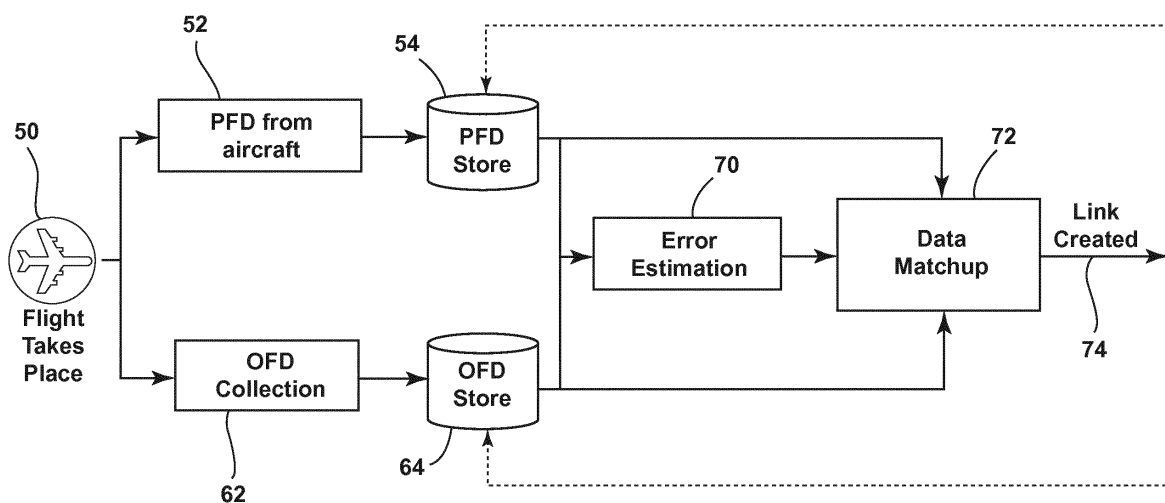 52
54
50
PFD from
aircraft
PFD
Store
70
72
Error
Estimation
Data
Matchup
Link
Created
74
Flight
Takes
Place
OFD
Collection
OFD
Store
62
64